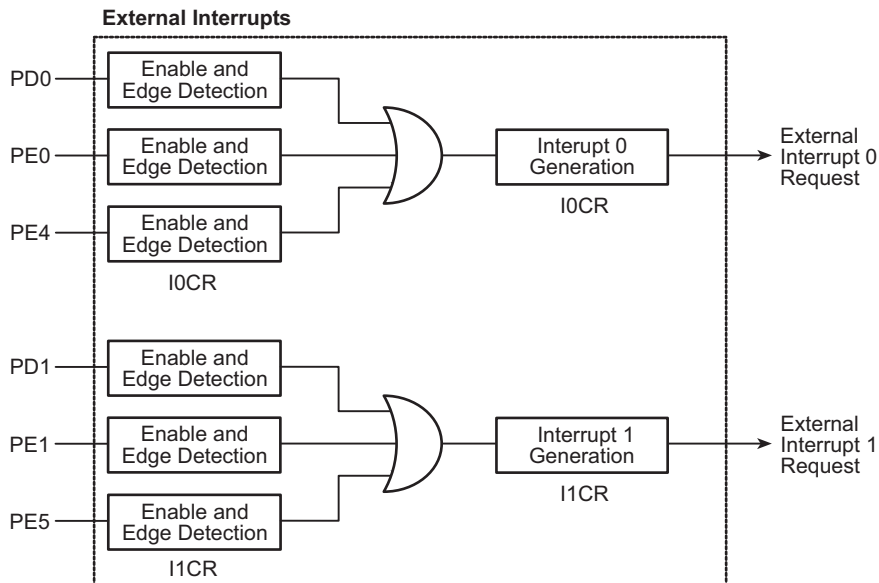 External Interrupts
PD0
Enable and
Edge Detection
PE0
Enable and
Edge Detection
PE4
Enable and
Edge Detection
I0CR
Interupt 0
Generation
I0CR
External
Interrupt 0
Request
PD1
Enable and
Edge Detection
PE1
Enable and
Edge Detection
PE5
Enable and
Edge Detection
I1CR
Interrupt 1
Generation
I1CR
External
Interrupt 1
Request